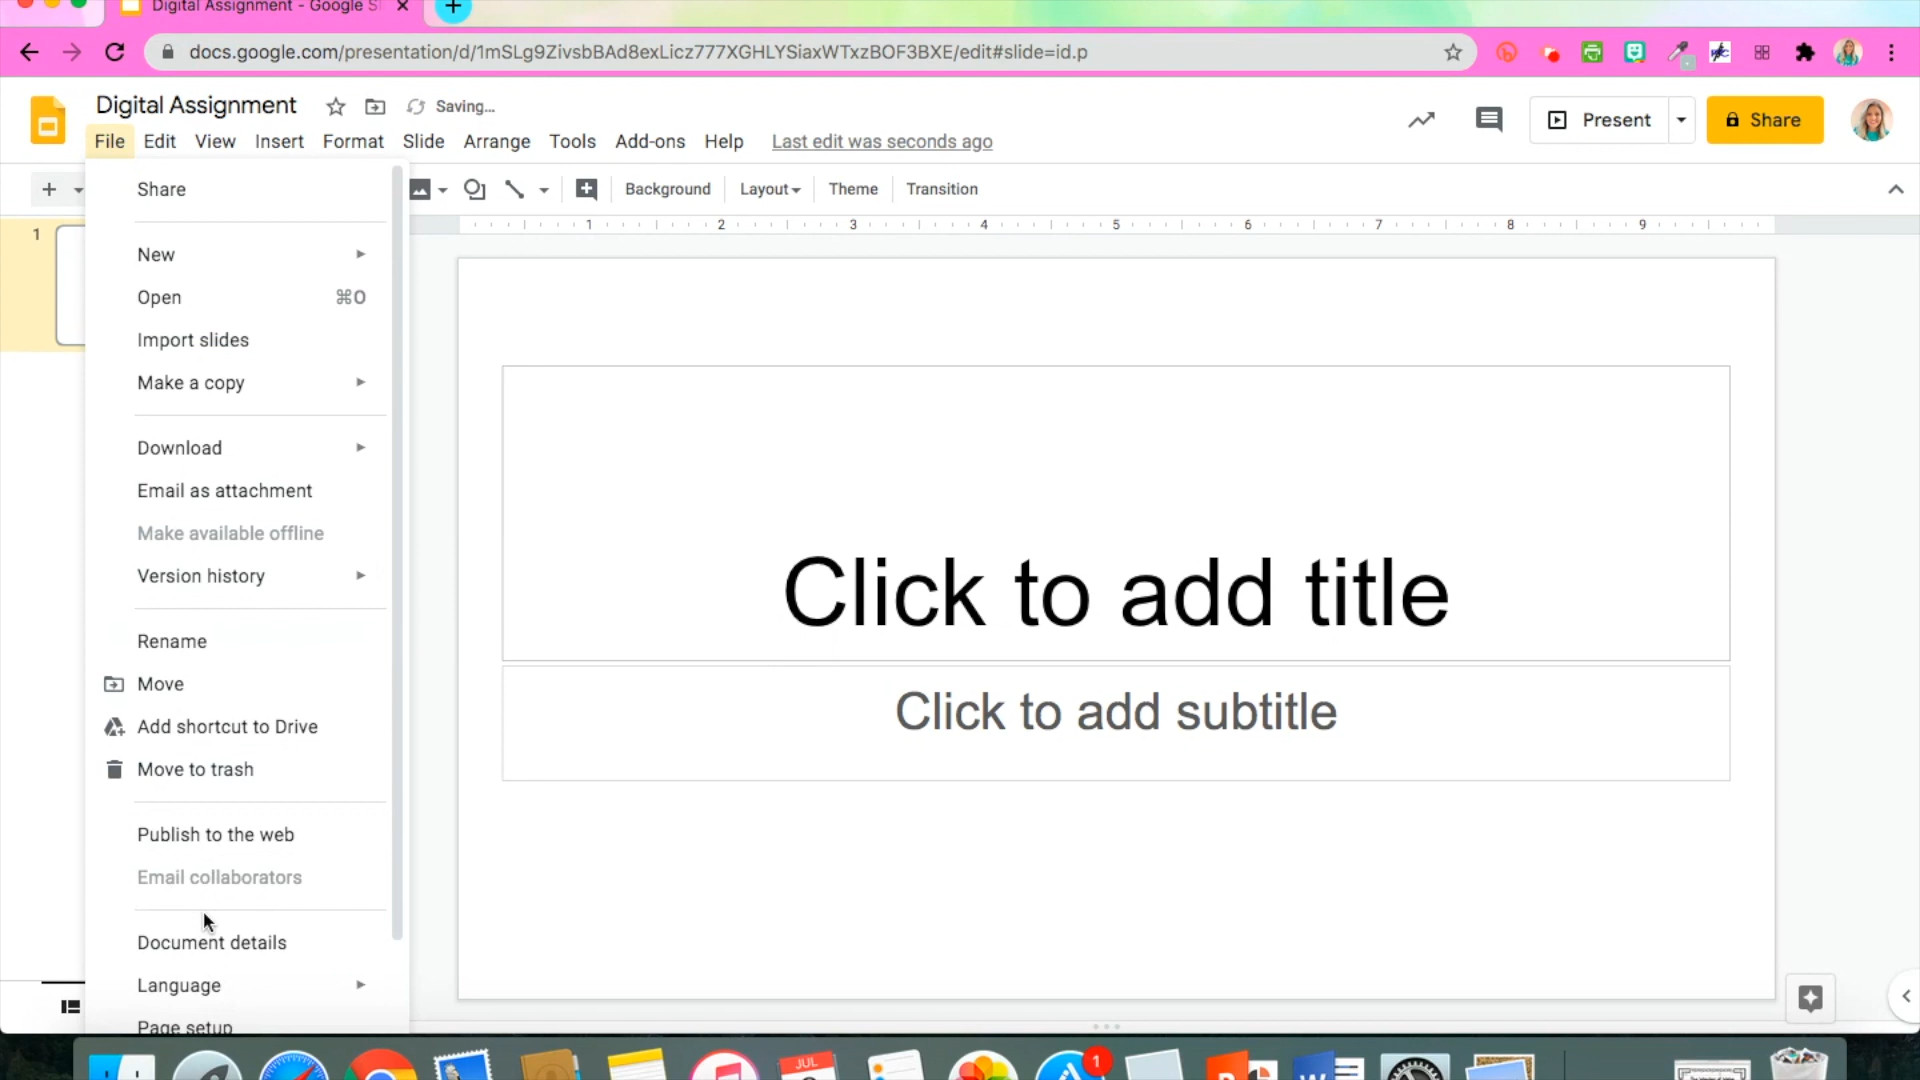 Digital Assignment - Google S
docs.google.com/presentation/d/1mSLg9ZivsbBAd8exLicz777XGHLYSiaxWTxzBOF3BXE/edit#slide=id.p
Digital Assignment
Saving...
Present
Share
File Edit View Insert Format Slide Arrange Tools Add-ons Help Last edit was seconds ago
Background Layout Theme Transition
1 2 3 4 5 6 7 8 9
1
Share
New
Open ⌘O
Import slides
Make a copy
Download
Email as attachment
Make available offline
Version history
Rename
Move
Add shortcut to Drive
Move to trash
Publish to the web
Email collaborators
Document details
Language
Page setup
Click to add title
Click to add subtitle
JUL
1